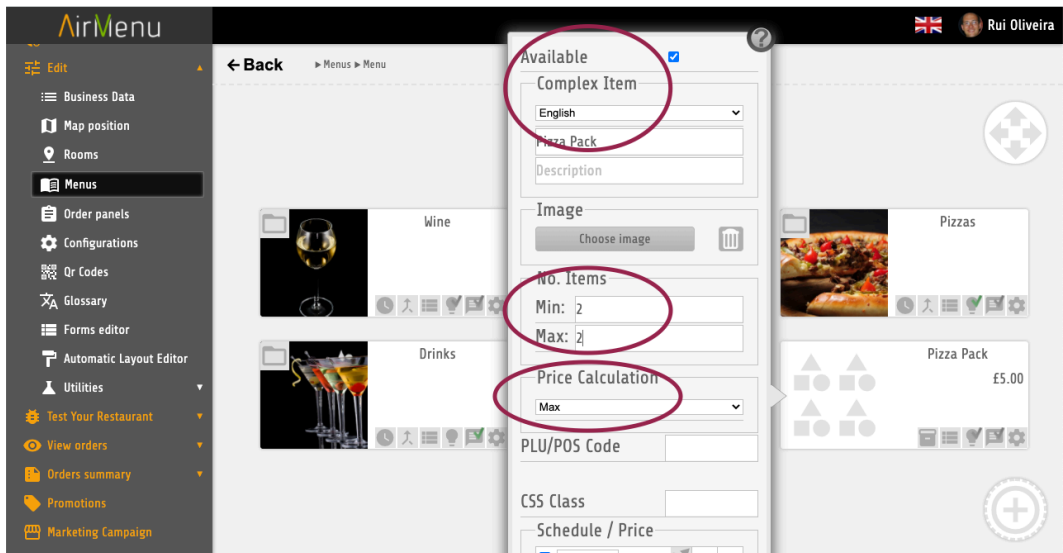 AirMenu
Rui Oliveira
Edit
Business Data
Map position
Rooms
Menus
Order panels
Configurations
Qr Codes
Glossary
Forms editor
Automatic Layout Editor
Utilities
Test Your Restaurant
View orders
Orders summary
Promotions
Marketing Campaign
Back
Menus ▸ Menu
Wine
Drinks
?
Available
Complex Item
English
Pizza Pack
Description
Image
Choose image
No. Items
Min: 2
Max: 2
Price Calculation
Max
PLU/POS Code
CSS Class
Schedule / Price
Pizzas
Pizza Pack
£5.00